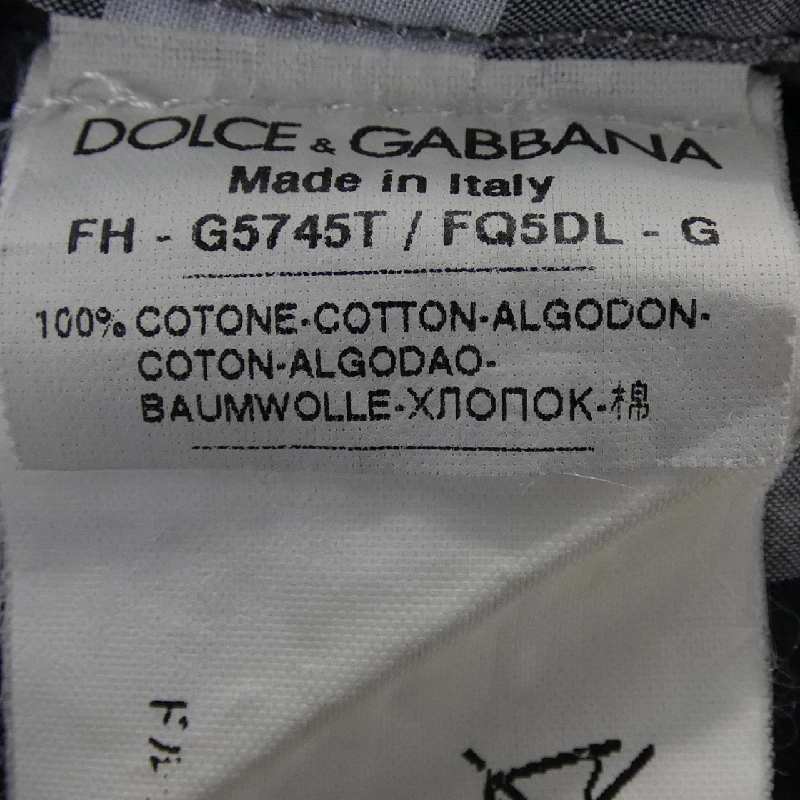 DOLCE & GABBANA
Made in Italy
FH - G5745T / FQ5DL - G
100% COTONE-COTTON-ALGODON-
COTON-ALGODAO-
BAUMWOLLE-ХЛОПОК-棉